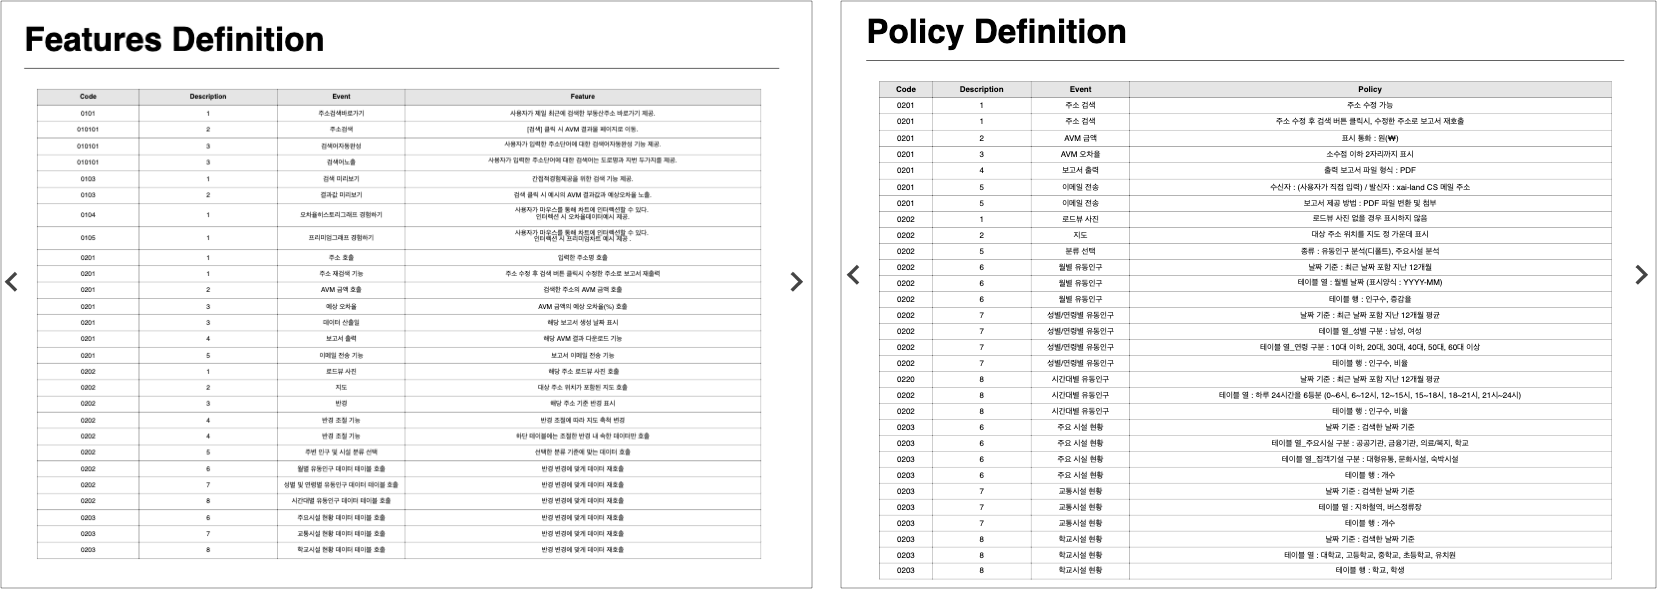 Features Definition
Code Description Event Feature
0101 1 주소검색바로가기 사용자가 제일 최근에 검색한 부동산주소 바로가기 제공.
010101 2 주소검색 [검색] 클릭 시 AVM 결과물 페이지로 이동.
010101 3 검색어자동완성 사용자가 입력한 주소단어에 대한 검색어자동완성 기능 제공.
010101 3 검색어노출 사용자가 입력한 주소단어에 대한 검색어는 도로명과 지번 두가지를 제공.
0103 1 검색 미리보기 간접적경험제공을 위한 검색 기능 제공.
0103 2 결과값 미리보기 검색 클릭 시 예시의 AVM 결과값과 예상오차율 노출.
0104 1 오차율히스토리그래프 경험하기 사용자가 마우스를 통해 차트에 인터렉션할 수 있다.
인터렉션 시 오차율데이터예시 제공.
0105 1 프리미엄그래프 경험하기 사용자가 마우스를 통해 차트에 인터렉션할 수 있다.
인터렉션 시 프리미엄차트 예시 제공 .
0201 1 주소 호출 입력한 주소명 호출
0201 1 주소 재검색 기능 주소 수정 후 검색 버튼 클릭시 수정한 주소로 보고서 재출력
0201 2 AVM 금액 호출 검색한 주소의 AVM 금액 호출
0201 3 예상 오차율 AVM 금액의 예상 오차율(%) 호출
0201 3 데이터 산출일 해당 보고서 생성 날짜 표시
0201 4 보고서 출력 해당 AVM 결과 다운로드 기능
0201 5 이메일 전송 기능 보고서 이메일 전송 기능
0202 1 로드뷰 사진 해당 주소 로드뷰 사진 호출
0202 2 지도 대상 주소 위치가 포함된 지도 호출
0202 3 반경 해당 주소 기준 반경 표시
0202 4 반경 조절 기능 반경 조절에 따라 지도 축척 변경
0202 4 반경 조절 기능 하단 테이블에는 조절한 반경 내 속한 데이터만 호출
0202 5 주변 인구 및 시설 분류 선택 선택한 분류 기준에 맞는 데이터 호출
0202 6 월별 유동인구 데이터 테이블 호출 반경 변경에 맞게 데이터 재호출
0202 7 성별 및 연령별 유동인구 데이터 테이블 호출 반경 변경에 맞게 데이터 재호출
0202 8 시간대별 유동인구 데이터 테이블 호출 반경 변경에 맞게 데이터 재호출
0203 6 주요시설 현황 데이터 테이블 호출 반경 변경에 맞게 데이터 재호출
0203 7 교통시설 현황 데이터 테이블 호출 반경 변경에 맞게 데이터 재호출
0203 8 학교시설 현황 데이터 테이블 호출 반경 변경에 맞게 데이터 재호출
Policy Definition
Code Description Event Policy
0201 1 주소 검색 주소 수정 가능
0201 1 주소 검색 주소 수정 후 검색 버튼 클릭시, 수정한 주소로 보고서 재호출
0201 2 AVM 금액 표시 통화 : 원(₩)
0201 3 AVM 오차율 소수점 이하 2자리까지 표시
0201 4 보고서 출력 출력 보고서 파일 형식 : PDF
0201 5 이메일 전송 수신자 : (사용자가 직접 입력) / 발신자 : xai-land CS 메일 주소
0201 5 이메일 전송 보고서 제공 방법 : PDF 파일 변환 및 첨부
0202 1 로드뷰 사진 로드뷰 사진 없을 경우 표시하지 않음
0202 2 지도 대상 주소 위치를 지도 정 가운데 표시
0202 5 분류 선택 종류 : 유동인구 분석(디폴트), 주요시설 분석
0202 6 월별 유동인구 날짜 기준 : 최근 날짜 포함 지난 12개월
0202 6 월별 유동인구 테이블 열 : 월별 날짜 (표시양식 : YYYY-MM)
0202 6 월별 유동인구 테이블 행 : 인구수, 증감율
0202 7 성별/연령별 유동인구 날짜 기준 : 최근 날짜 포함 지난 12개월 평균
0202 7 성별/연령별 유동인구 테이블 열_성별 구분 : 남성, 여성
0202 7 성별/연령별 유동인구 테이블 열_연령 구분 : 10대 이하, 20대, 30대, 40대, 50대, 60대 이상
0202 7 성별/연령별 유동인구 테이블 행 : 인구수, 비율
0220 8 시간대별 유동인구 날짜 기준 : 최근 날짜 포함 지난 12개월 평균
0202 8 시간대별 유동인구 테이블 열 : 하루 24시간을 6등분 (0~6시, 6~12시, 12~15시, 15~18시, 18~21시, 21시~24시)
0202 8 시간대별 유동인구 테이블 행 : 인구수, 비율
0203 6 주요 시설 현황 날짜 기준 : 검색한 날짜 기준
0203 6 주요 시설 현황 테이블 열_주요시설 구분 : 공공기관, 금융기관, 의료/복지, 학교
0203 6 주요 시설 현황 테이블 열_집객기설 구분 : 대형유통, 문화시설, 숙박시설
0203 6 주요 시설 현황 테이블 행 : 개수
0203 7 교통시설 현황 날짜 기준 : 검색한 날짜 기준
0203 7 교통시설 현황 테이블 열 : 지하철역, 버스정류장
0203 7 교통시설 현황 테이블 행 : 개수
0203 8 학교시설 현황 날짜 기준 : 검색한 날짜 기준
0203 8 학교시설 현황 테이블 열 : 대학교, 고등학교, 중학교, 초등학교, 유치원
0203 8 학교시설 현황 테이블 행 : 학교, 학생